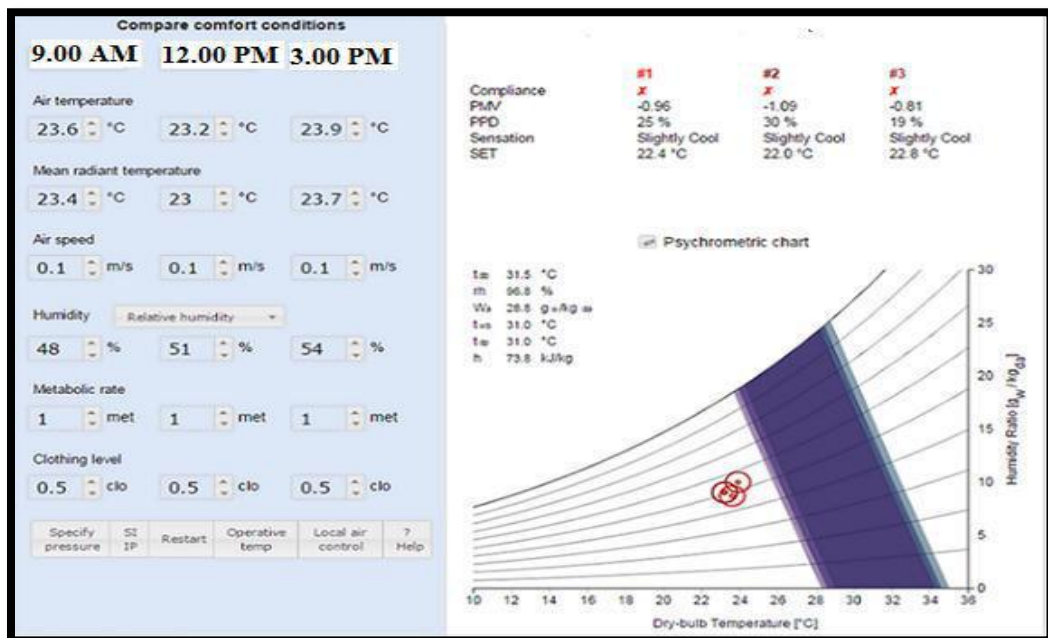 Compare comfort conditions
9.00 AM 12.00 PM 3.00 PM
Air temperature
23.6 °C 23.2 °C 23.9 °C
Mean radiant temperature
23.4 °C 23 °C 23.7 °C
Air speed
0.1 m/s 0.1 m/s 0.1 m/s
Humidity Relative humidity
48 % 51 % 54 %
Metabolic rate
1 met 1 met 1 met
Clothing level
0.5 clo 0.5 clo 0.5 clo
Specify pressure SI IP Restart Operative temp Local air control ? Help
#1 #2 #3
Compliance ✗ ✗ ✗
PMV -0.96 -1.09 -0.81
PPD 25 % 30 % 19 %
Sensation Slightly Cool Slightly Cool Slightly Cool
SET 22.4 °C 22.0 °C 22.8 °C
Psychrometric chart
31.5 °C
rh 96.8 %
31.0 °C
31.0 °C
h 73.8 kJ/kg
30
25
20
15
10
5
0
Humidity Ratio [gw / kgda]
10 12 14 16 18 20 22 24 26 28 30 32 34 36
Dry-bulb Temperature [°C]